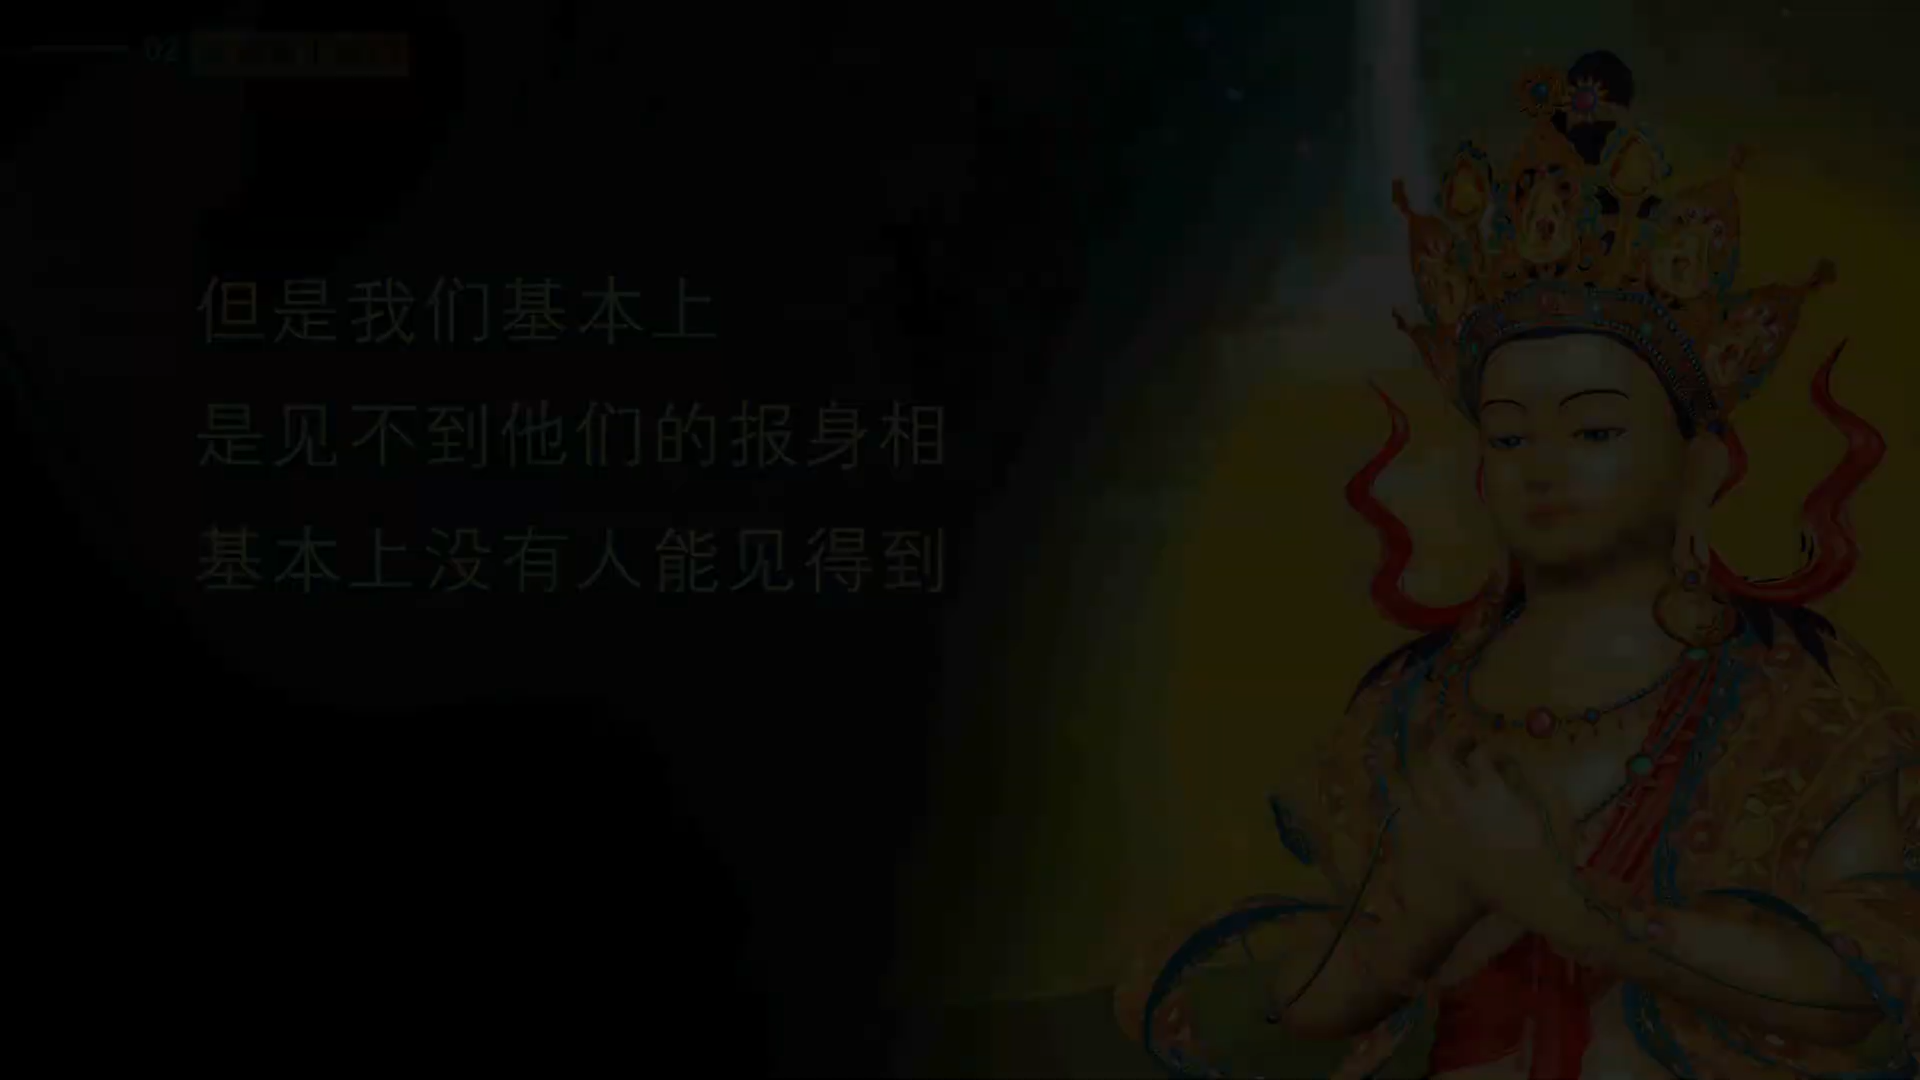 02
但是我们基本上
是见不到他们的报身相
基本上没有人能见得到